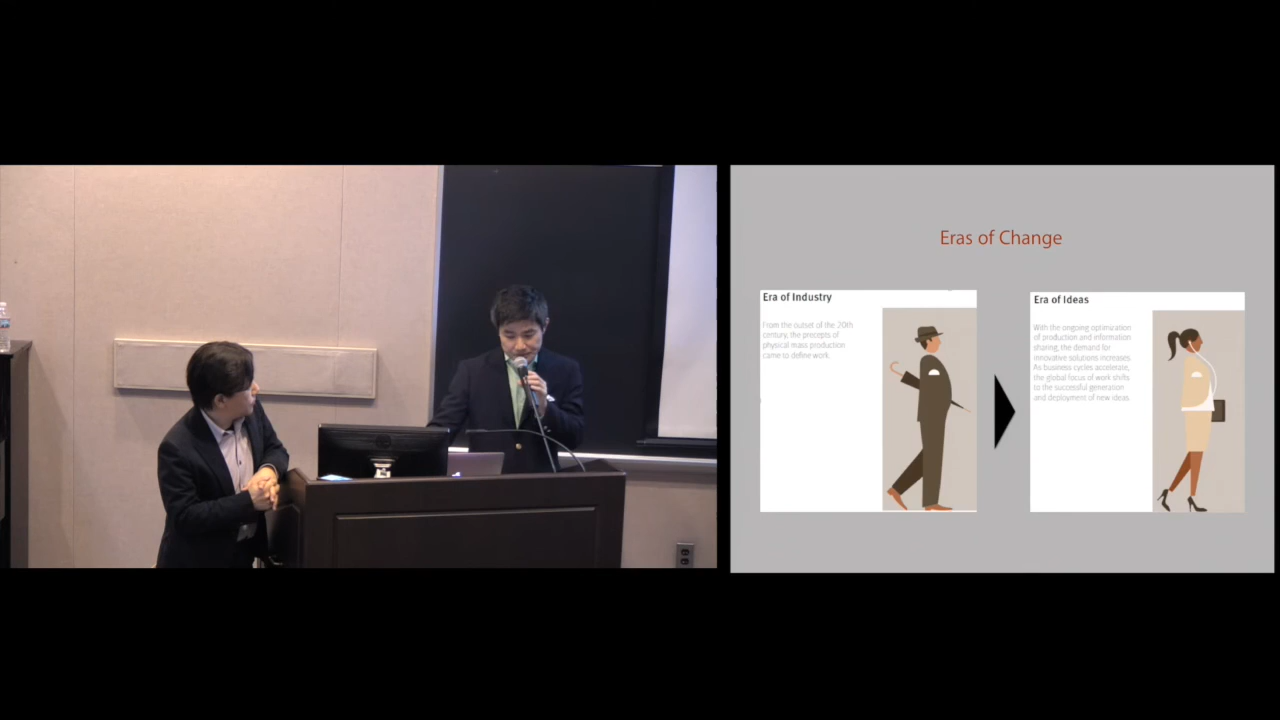 Eras of Change
Era of Industry
From the outset of the 20th
century, the precepts of
physical mass production
came to define work.
Era of Ideas
With the ongoing optimization
of production and information
sharing, the demand for
innovative solutions increases.
As business cycles accelerate,
the global focus of work shifts
to the successful generation
and deployment of new ideas.